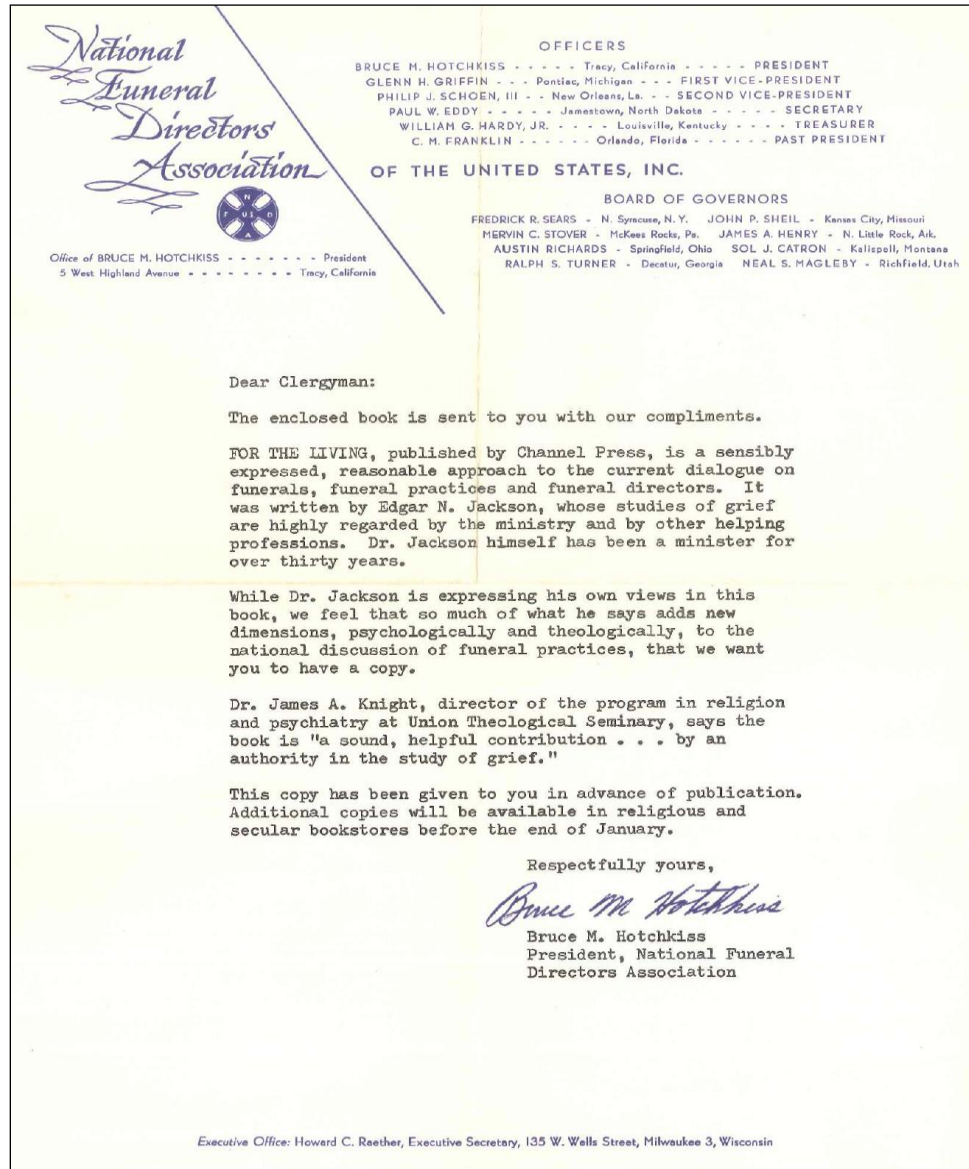 National
Funeral
Directors'
Association
N
F U.S. D
A
Office of BRUCE M. HOTCHKISS - - - - - - - President
5 West Highland Avenue - - - - - - - - Tracy, California
OFFICERS
BRUCE M. HOTCHKISS - - - - - Tracy, California - - - - - PRESIDENT
GLENN H. GRIFFIN - - - Pontiac, Michigan - - - FIRST VICE-PRESIDENT
PHILIP J. SCHOEN, III - - New Orleans, La. - - SECOND VICE-PRESIDENT
PAUL W. EDDY - - - - - Jamestown, North Dakota - - - - - SECRETARY
WILLIAM G. HARDY, JR. - - - - Louisville, Kentucky - - - - TREASURER
C. M. FRANKLIN - - - - - - Orlando, Florida - - - - - - PAST PRESIDENT
OF THE UNITED STATES, INC.
BOARD OF GOVERNORS
FREDRICK R. SEARS - N. Syracuse, N. Y. JOHN P. SHEIL - Kansas City, Missouri
MERVIN C. STOVER - McKees Rocks, Pa. JAMES A. HENRY - N. Little Rock, Ark.
AUSTIN RICHARDS - Springfield, Ohio SOL J. CATRON - Kalispell, Montana
RALPH S. TURNER - Decatur, Georgia NEAL S. MAGLEBY - Richfield, Utah
Dear Clergyman:
The enclosed book is sent to you with our compliments.
FOR THE LIVING, published by Channel Press, is a sensibly
expressed, reasonable approach to the current dialogue on
funerals, funeral practices and funeral directors. It
was written by Edgar N. Jackson, whose studies of grief
are highly regarded by the ministry and by other helping
professions. Dr. Jackson himself has been a minister for
over thirty years.
While Dr. Jackson is expressing his own views in this
book, we feel that so much of what he says adds new
dimensions, psychologically and theologically, to the
national discussion of funeral practices, that we want
you to have a copy.
Dr. James A. Knight, director of the program in religion
and psychiatry at Union Theological Seminary, says the
book is "a sound, helpful contribution . . . by an
authority in the study of grief."
This copy has been given to you in advance of publication.
Additional copies will be available in religious and
secular bookstores before the end of January.
Respectfully yours,
Bruce M Hotchkiss
Bruce M. Hotchkiss
President, National Funeral
Directors Association
Executive Office: Howard C. Raether, Executive Secretary, 135 W. Wells Street, Milwaukee 3, Wisconsin